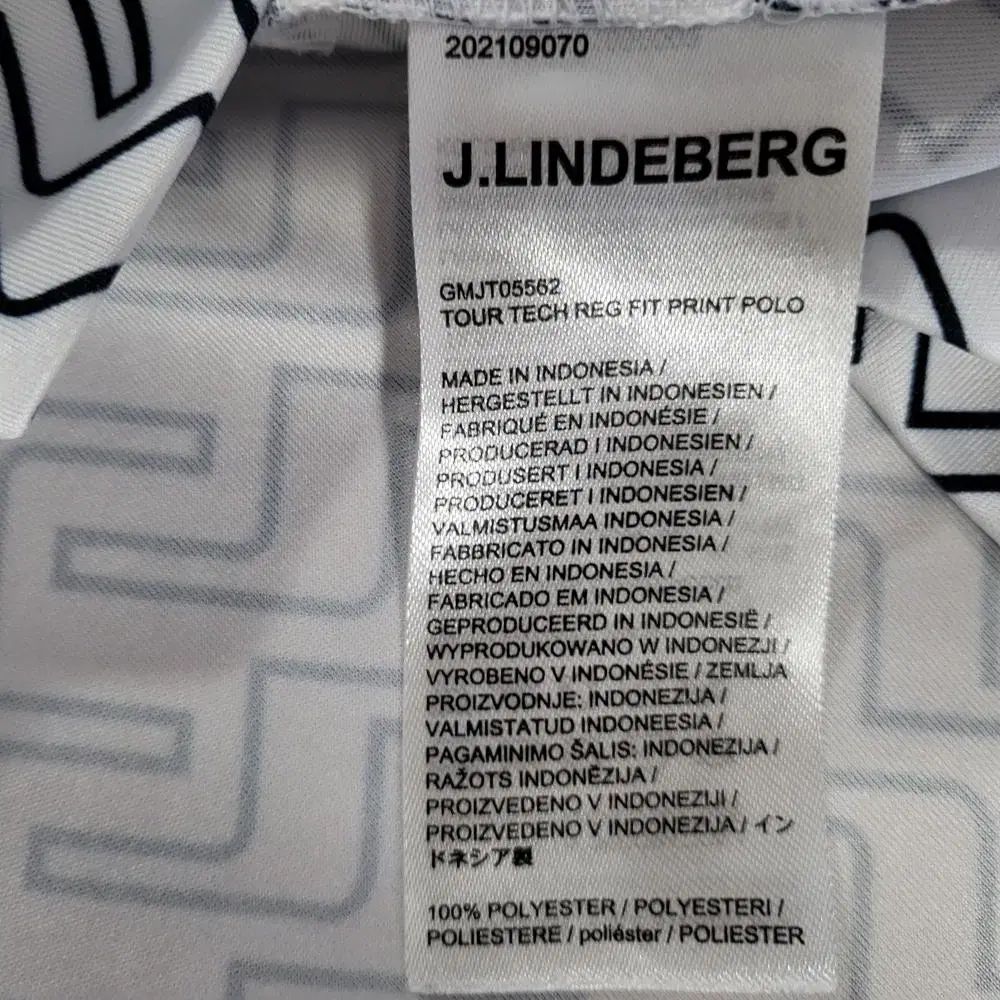 202109070
J.LINDEBERG
GMJT05562
TOUR TECH REG FIT PRINT POLO
MADE IN INDONESIA /
HERGESTELLT IN INDONESIEN /
FABRIQUÉ EN INDONÉSIE /
PRODUCERAD I INDONESIEN /
PRODUSERT I INDONESIA /
PRODUCERET I INDONESIEN /
VALMISTUSMAA INDONESIA /
FABBRICATO IN INDONESIA /
HECHO EN INDONESIA /
FABRICADO EM INDONESIA /
GEPRODUCEERD IN INDONESIË /
WYPRODUKOWANO W INDONEZJI /
VYROBENO V INDONÉSIE / ZEMLJA
PROIZVODNJE: INDONEZIJA /
VALMISTATUD INDONEESIA /
PAGAMINIMO ŠALIS: INDONEZIJA /
RAŽOTS INDONĒZIJA /
PROIZVEDENO V INDONEZIJI /
PROIZVEDENO V INDONEZIJA / イン
ドネシア製
100% POLYESTER / POLYESTERI /
POLIESTERE / poliéster / POLIESTER